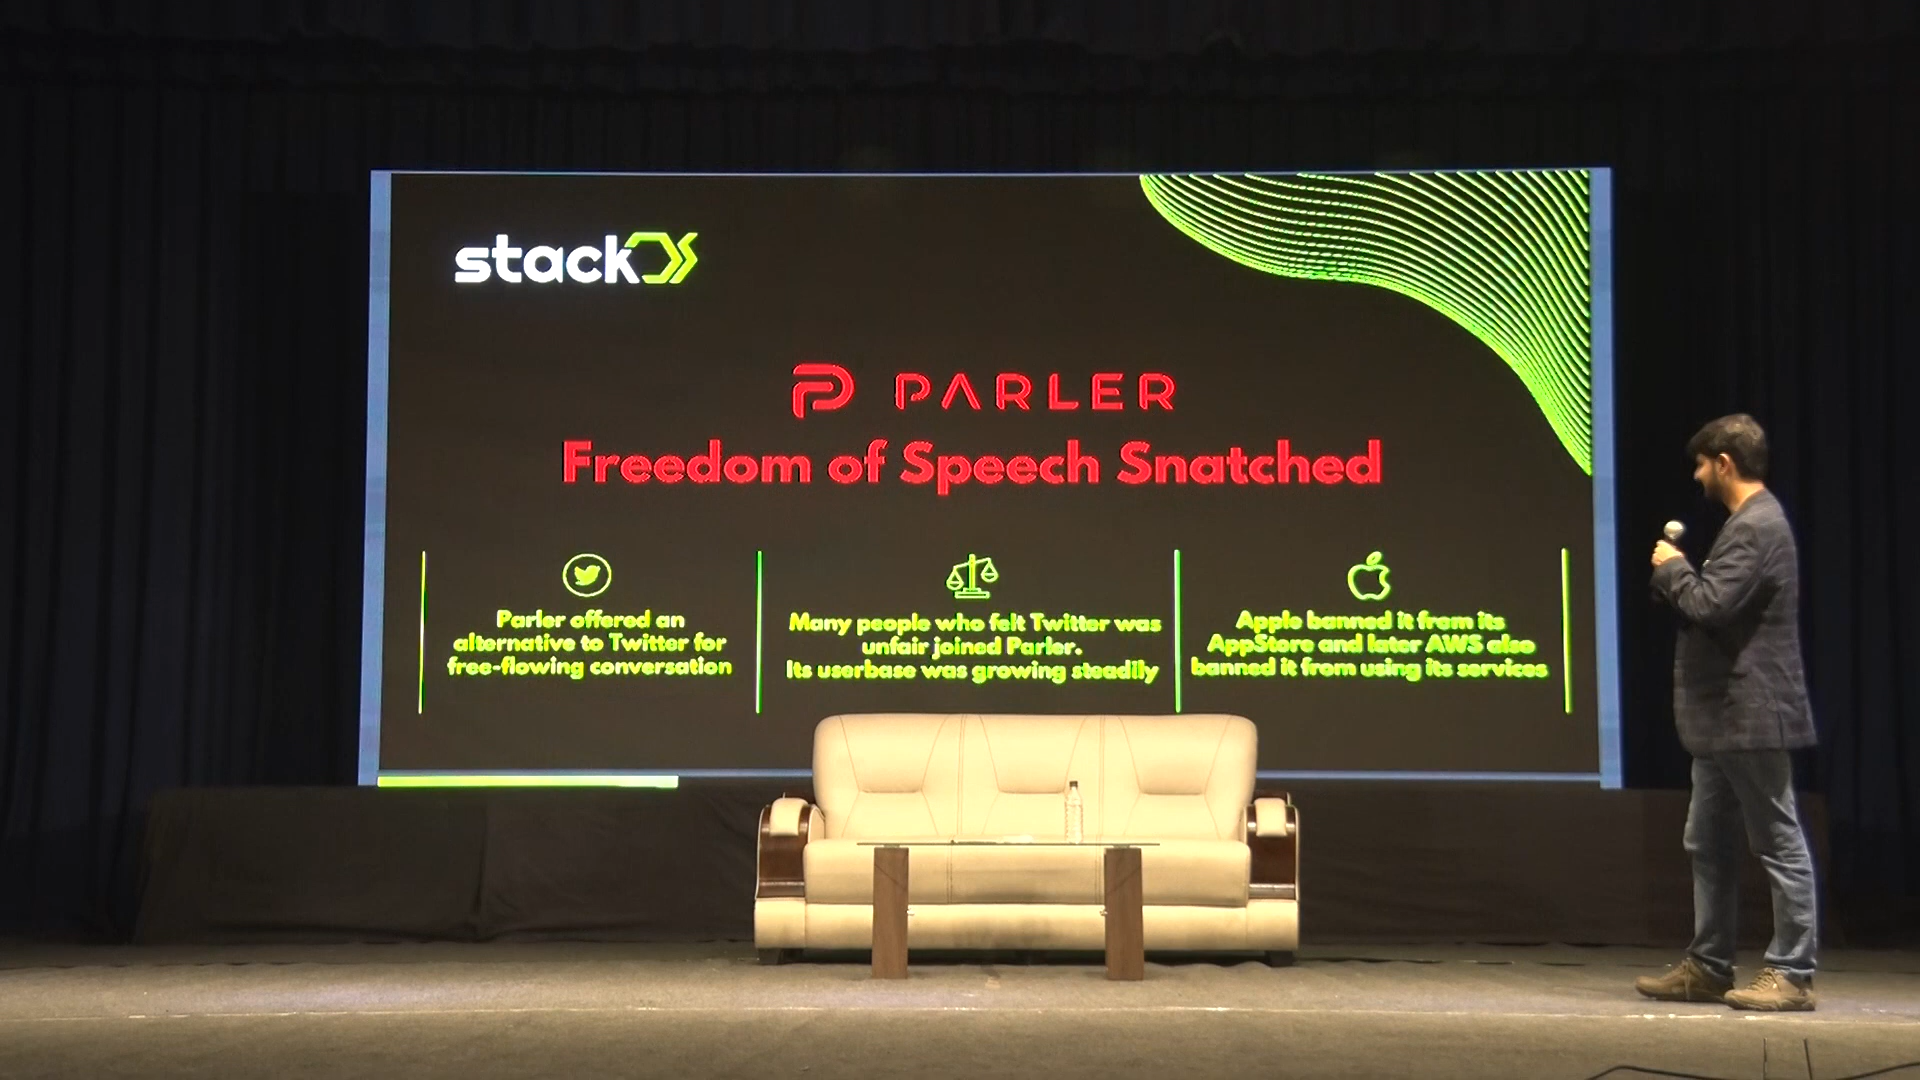 stackOS
PARLER
Freedom of Speech Snatched
Parler offered an
alternative to Twitter for
free-flowing conversation
Many people who felt Twitter was
unfair joined Parler.
Its userbase was growing steadily
Apple banned it from its
AppStore and later AWS also
banned it from using its services